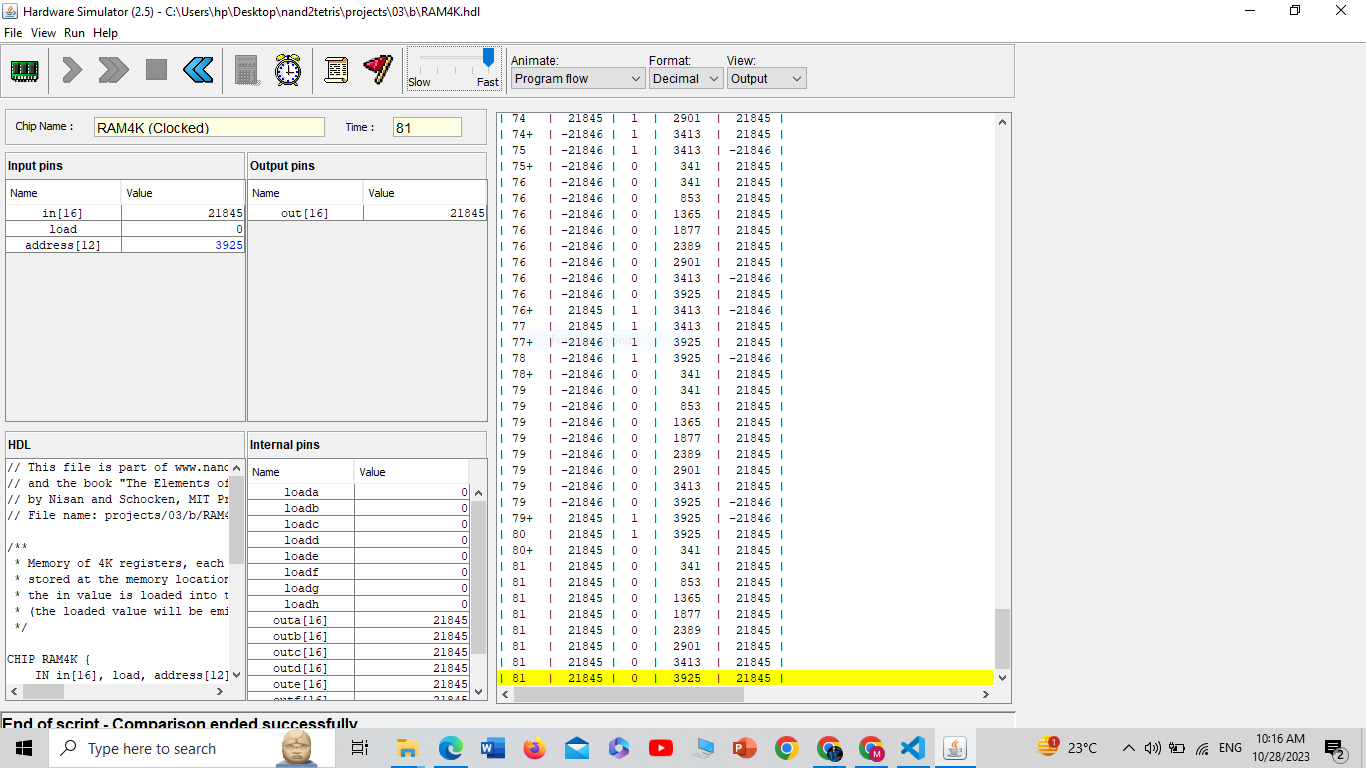 Hardware Simulator (2.5) - C:\Users\hp\Desktop\nand2tetris\projects\03\b\RAM4K.hdl
File View Run Help
Slow Fast
Animate: Format: View:
Program flow Decimal Output
Chip Name : RAM4K (Clocked) Time : 81
Input pins
Name Value
in[16] 21845
load 0
address[12] 3925
Output pins
Name Value
out[16] 21845
HDL
// This file is part of www.nand
// and the book "The Elements of
// by Nisan and Schocken, MIT Pr
// File name: projects/03/b/RAM4
/**
* Memory of 4K registers, each
* stored at the memory location
* the in value is loaded into t
* (the loaded value will be emi
*/
CHIP RAM4K {
IN in[16], load, address[12]
Internal pins
Name Value
loada 0
loadb 0
loadc 0
loadd 0
loade 0
loadf 0
loadg 0
loadh 0
outa[16] 21845
outb[16] 21845
outc[16] 21845
outd[16] 21845
oute[16] 21845
outf[16] 21845
| 74 | 21845 | 1 | 2901 | 21845 |
| 74+ | -21846 | 1 | 3413 | 21845 |
| 75 | -21846 | 1 | 3413 | -21846 |
| 75+ | -21846 | 0 | 341 | 21845 |
| 76 | -21846 | 0 | 341 | 21845 |
| 76 | -21846 | 0 | 853 | 21845 |
| 76 | -21846 | 0 | 1365 | 21845 |
| 76 | -21846 | 0 | 1877 | 21845 |
| 76 | -21846 | 0 | 2389 | 21845 |
| 76 | -21846 | 0 | 2901 | 21845 |
| 76 | -21846 | 0 | 3413 | -21846 |
| 76 | -21846 | 0 | 3925 | 21845 |
| 76+ | 21845 | 1 | 3413 | -21846 |
| 77 | 21845 | 1 | 3413 | 21845 |
| 77+ | -21846 | 1 | 3925 | 21845 |
| 78 | -21846 | 1 | 3925 | -21846 |
| 78+ | -21846 | 0 | 341 | 21845 |
| 79 | -21846 | 0 | 341 | 21845 |
| 79 | -21846 | 0 | 853 | 21845 |
| 79 | -21846 | 0 | 1365 | 21845 |
| 79 | -21846 | 0 | 1877 | 21845 |
| 79 | -21846 | 0 | 2389 | 21845 |
| 79 | -21846 | 0 | 2901 | 21845 |
| 79 | -21846 | 0 | 3413 | 21845 |
| 79 | -21846 | 0 | 3925 | -21846 |
| 79+ | 21845 | 1 | 3925 | -21846 |
| 80 | 21845 | 1 | 3925 | 21845 |
| 80+ | 21845 | 0 | 341 | 21845 |
| 81 | 21845 | 0 | 341 | 21845 |
| 81 | 21845 | 0 | 853 | 21845 |
| 81 | 21845 | 0 | 1365 | 21845 |
| 81 | 21845 | 0 | 1877 | 21845 |
| 81 | 21845 | 0 | 2389 | 21845 |
| 81 | 21845 | 0 | 2901 | 21845 |
| 81 | 21845 | 0 | 3413 | 21845 |
| 81 | 21845 | 0 | 3925 | 21845 |
End of script - Comparison ended successfully
Type here to search
1 23°C ENG 10:16 AM
10/28/2023 2